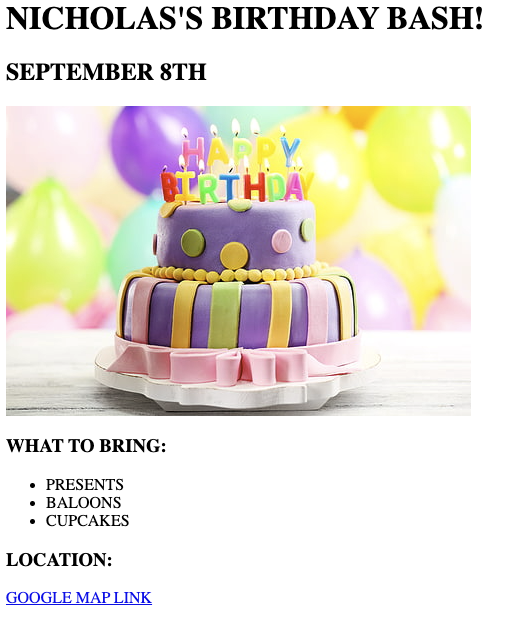 NICHOLAS'S BIRTHDAY BASH!
SEPTEMBER 8TH
HAPPY
BIRTHDAY
WHAT TO BRING:
PRESENTS
BALOONS
CUPCAKES
LOCATION:
GOOGLE MAP LINK